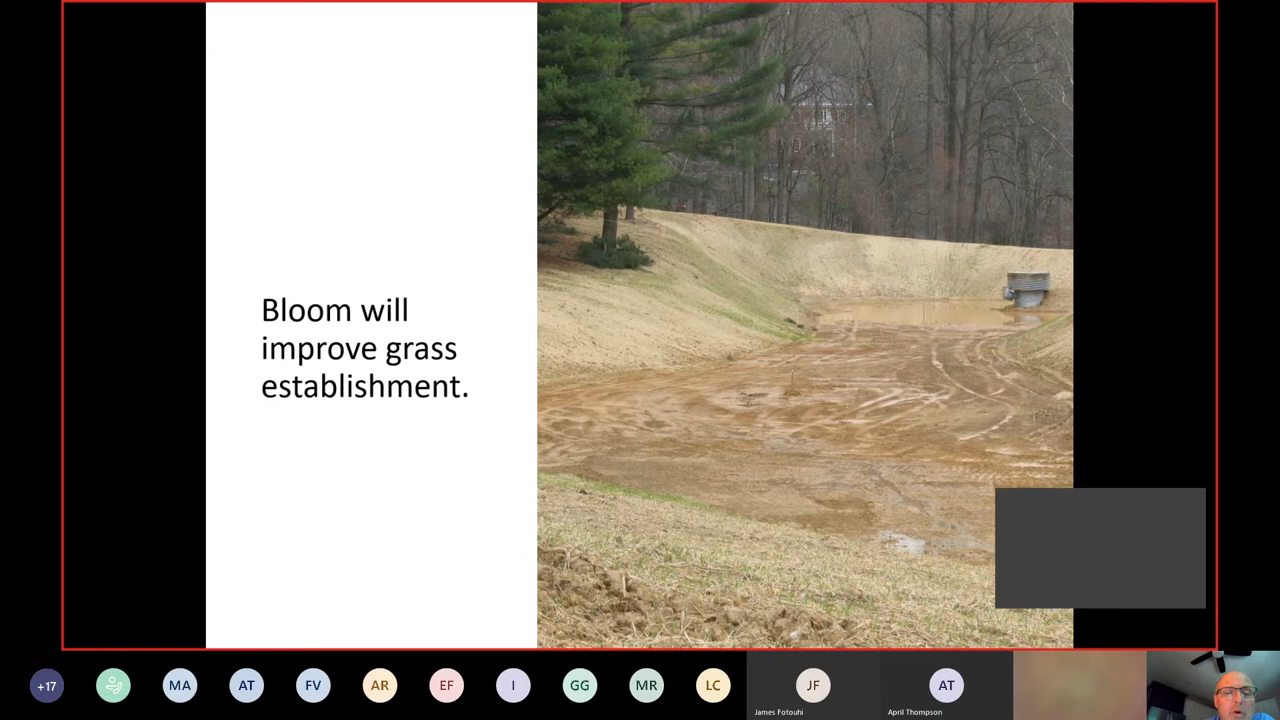 Bloom will
improve grass
establishment.
+17
MA
AT
FV
AR
EF
I
GG
MR
LC
JF
James Fotouhi
AT
April Thompson